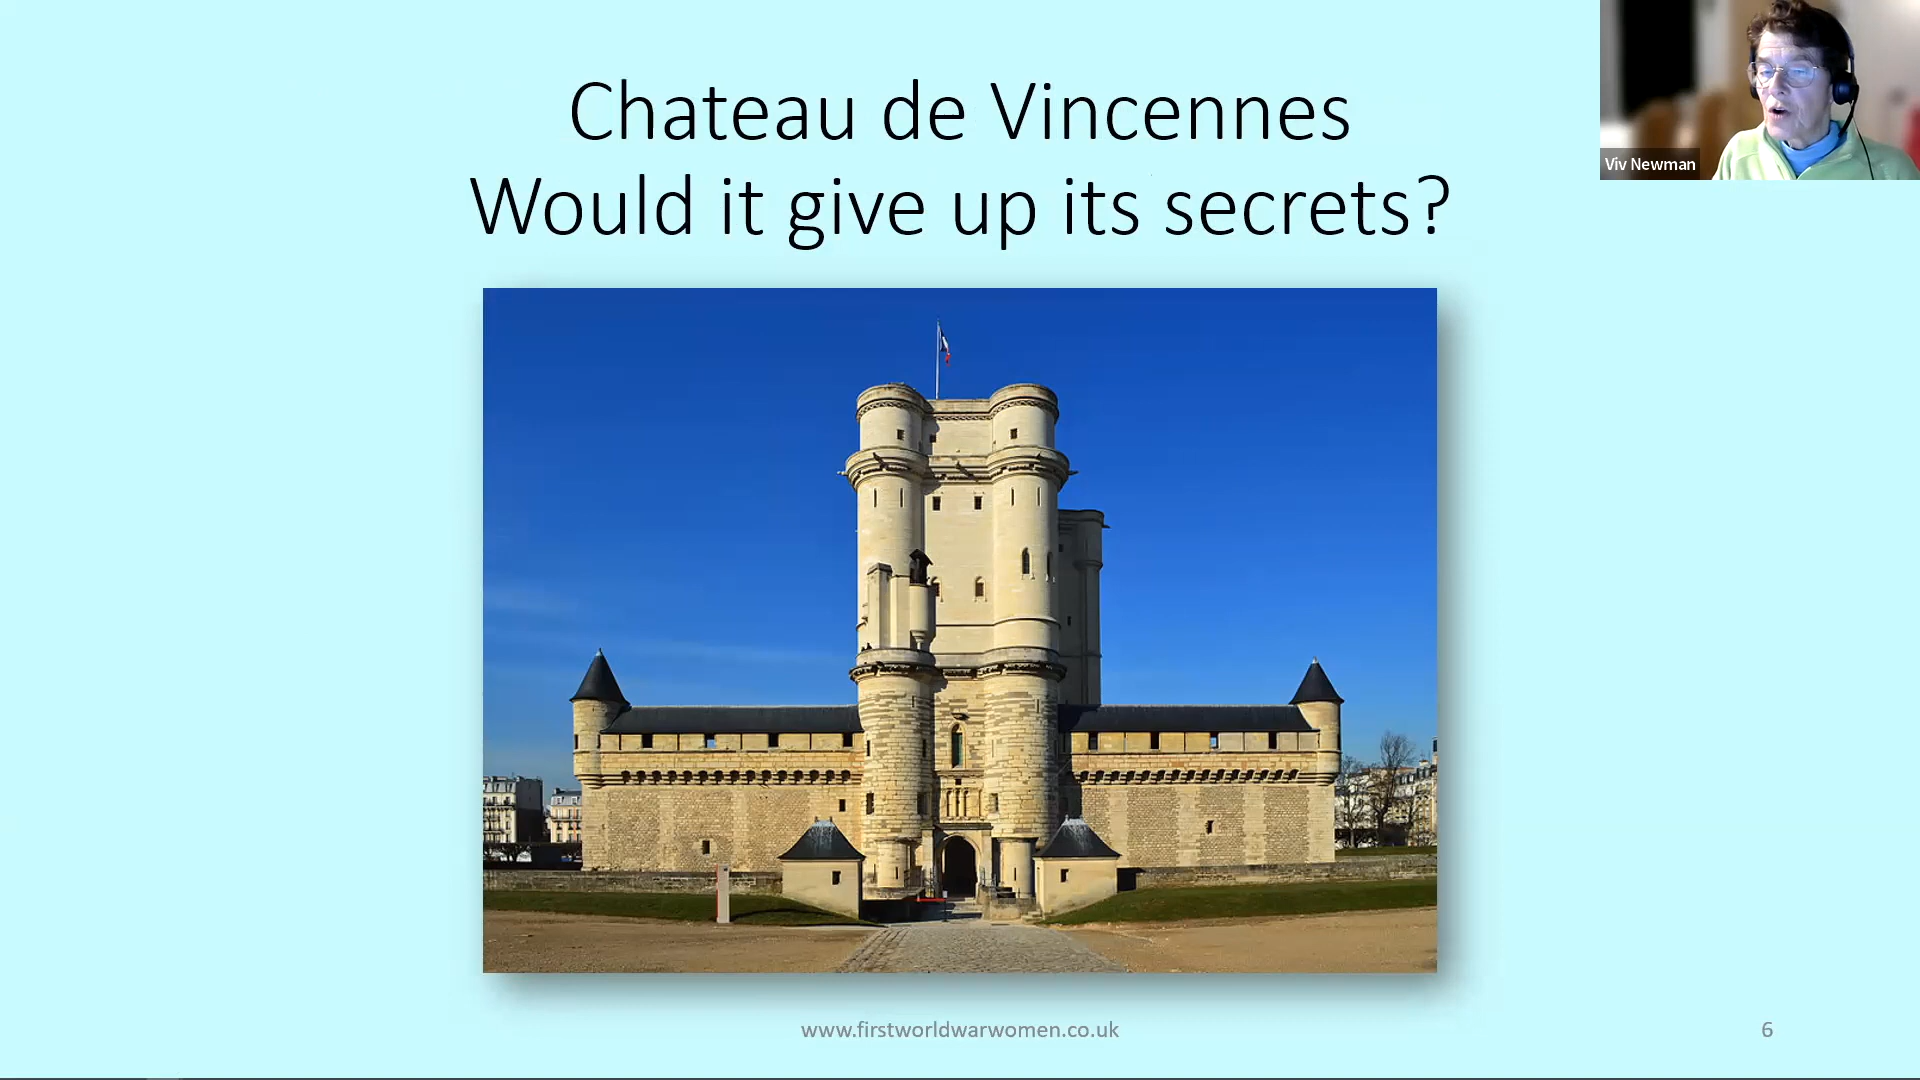 Chateau de Vincennes
Would it give up its secrets?
Viv Newman
www.firstworldwarwomen.co.uk
6